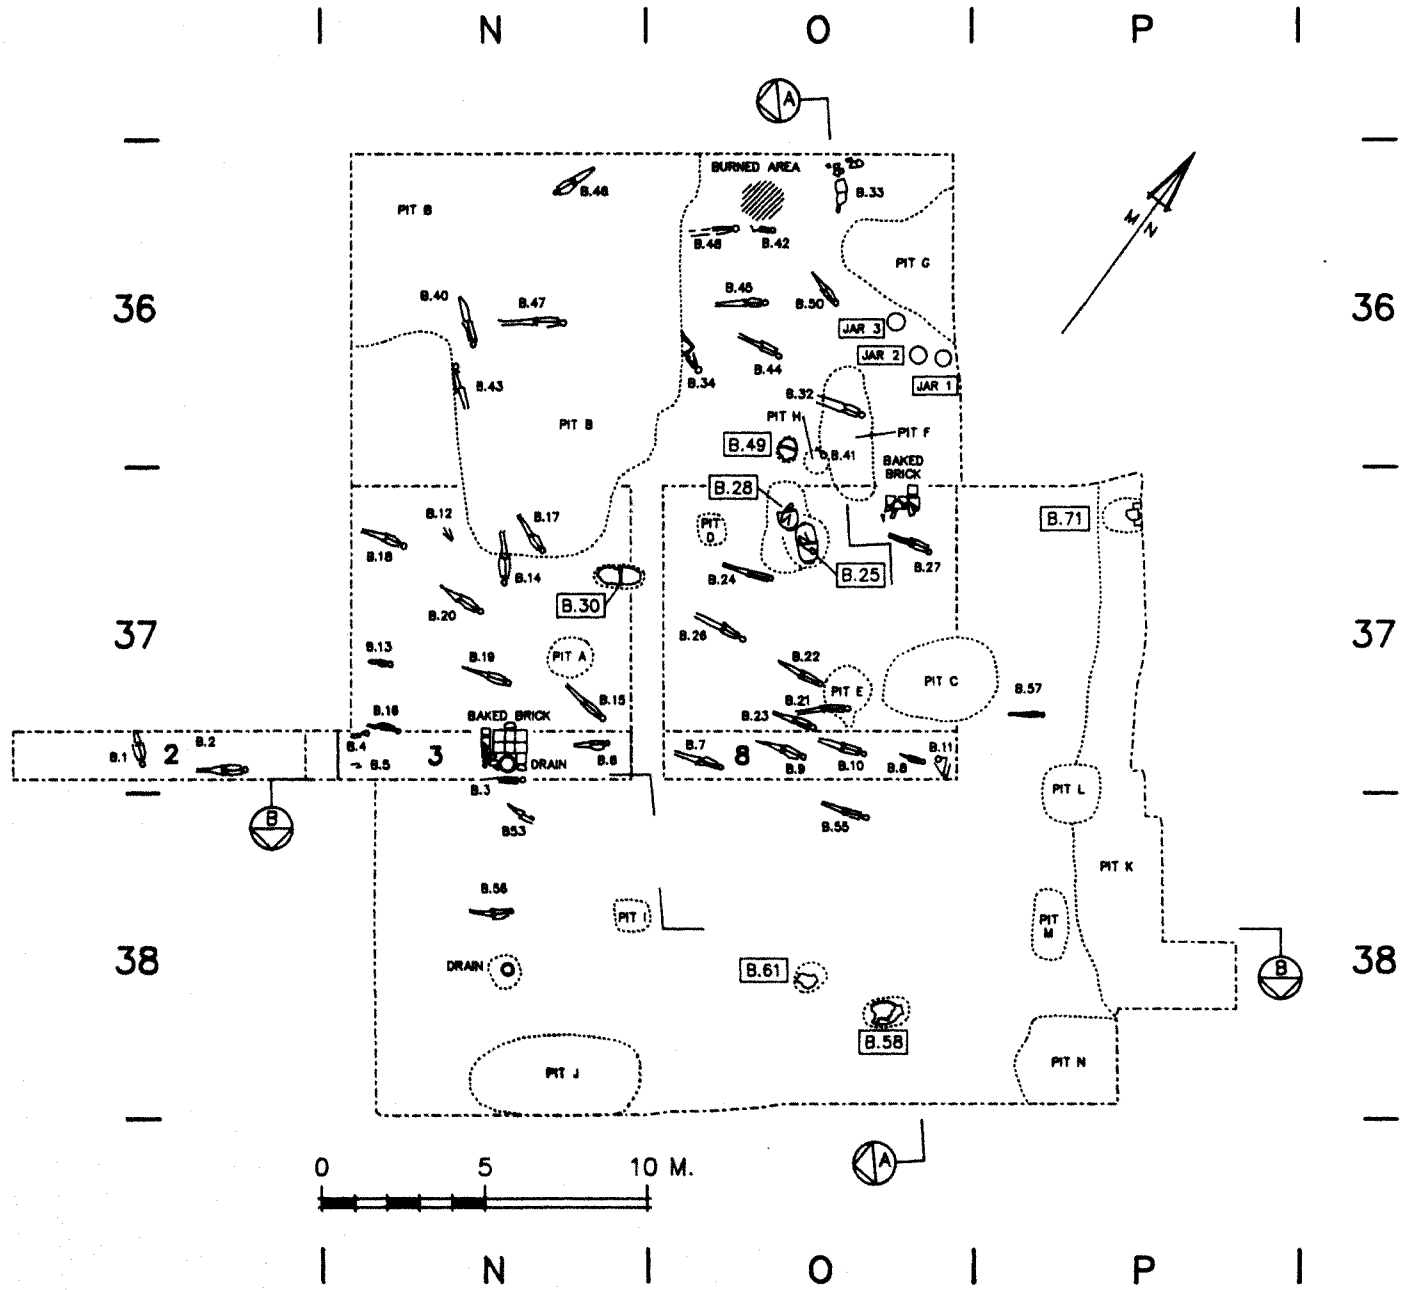 N O P
A
BURNED AREA
B.33
B.46
PIT B
B.48 B.42
PIT G
B.40 B.47 B.45 B.50
36 36
JAR 3
JAR 2
B.44
B.34
JAR 1
B.43
B.32
PIT H
PIT B
PIT F
B.49
B.41
BAKED
BRICK
B.28
B.12 B.17
PIT
D
B.71
B.18
B.14
B.24
B.25
B.27
B.30
B.20
37 37
B.26
B.13 B.19
PIT A
B.22
PIT C
PIT E
B.57
B.15
B.21
B.16 BAKED BRICK
B.23
B.1 2 B.2
B.4 3
B.5
DRAIN
B.6
B.7 8 B.9 B.10 B.8 B.11
B.3
PIT L
B
B53
B.55
PIT K
B.56
PIT I
PIT
M
38 38
DRAIN
B.61
B
B.58
PIT J
PIT N
A
0 5 10 M.
N O P
M N